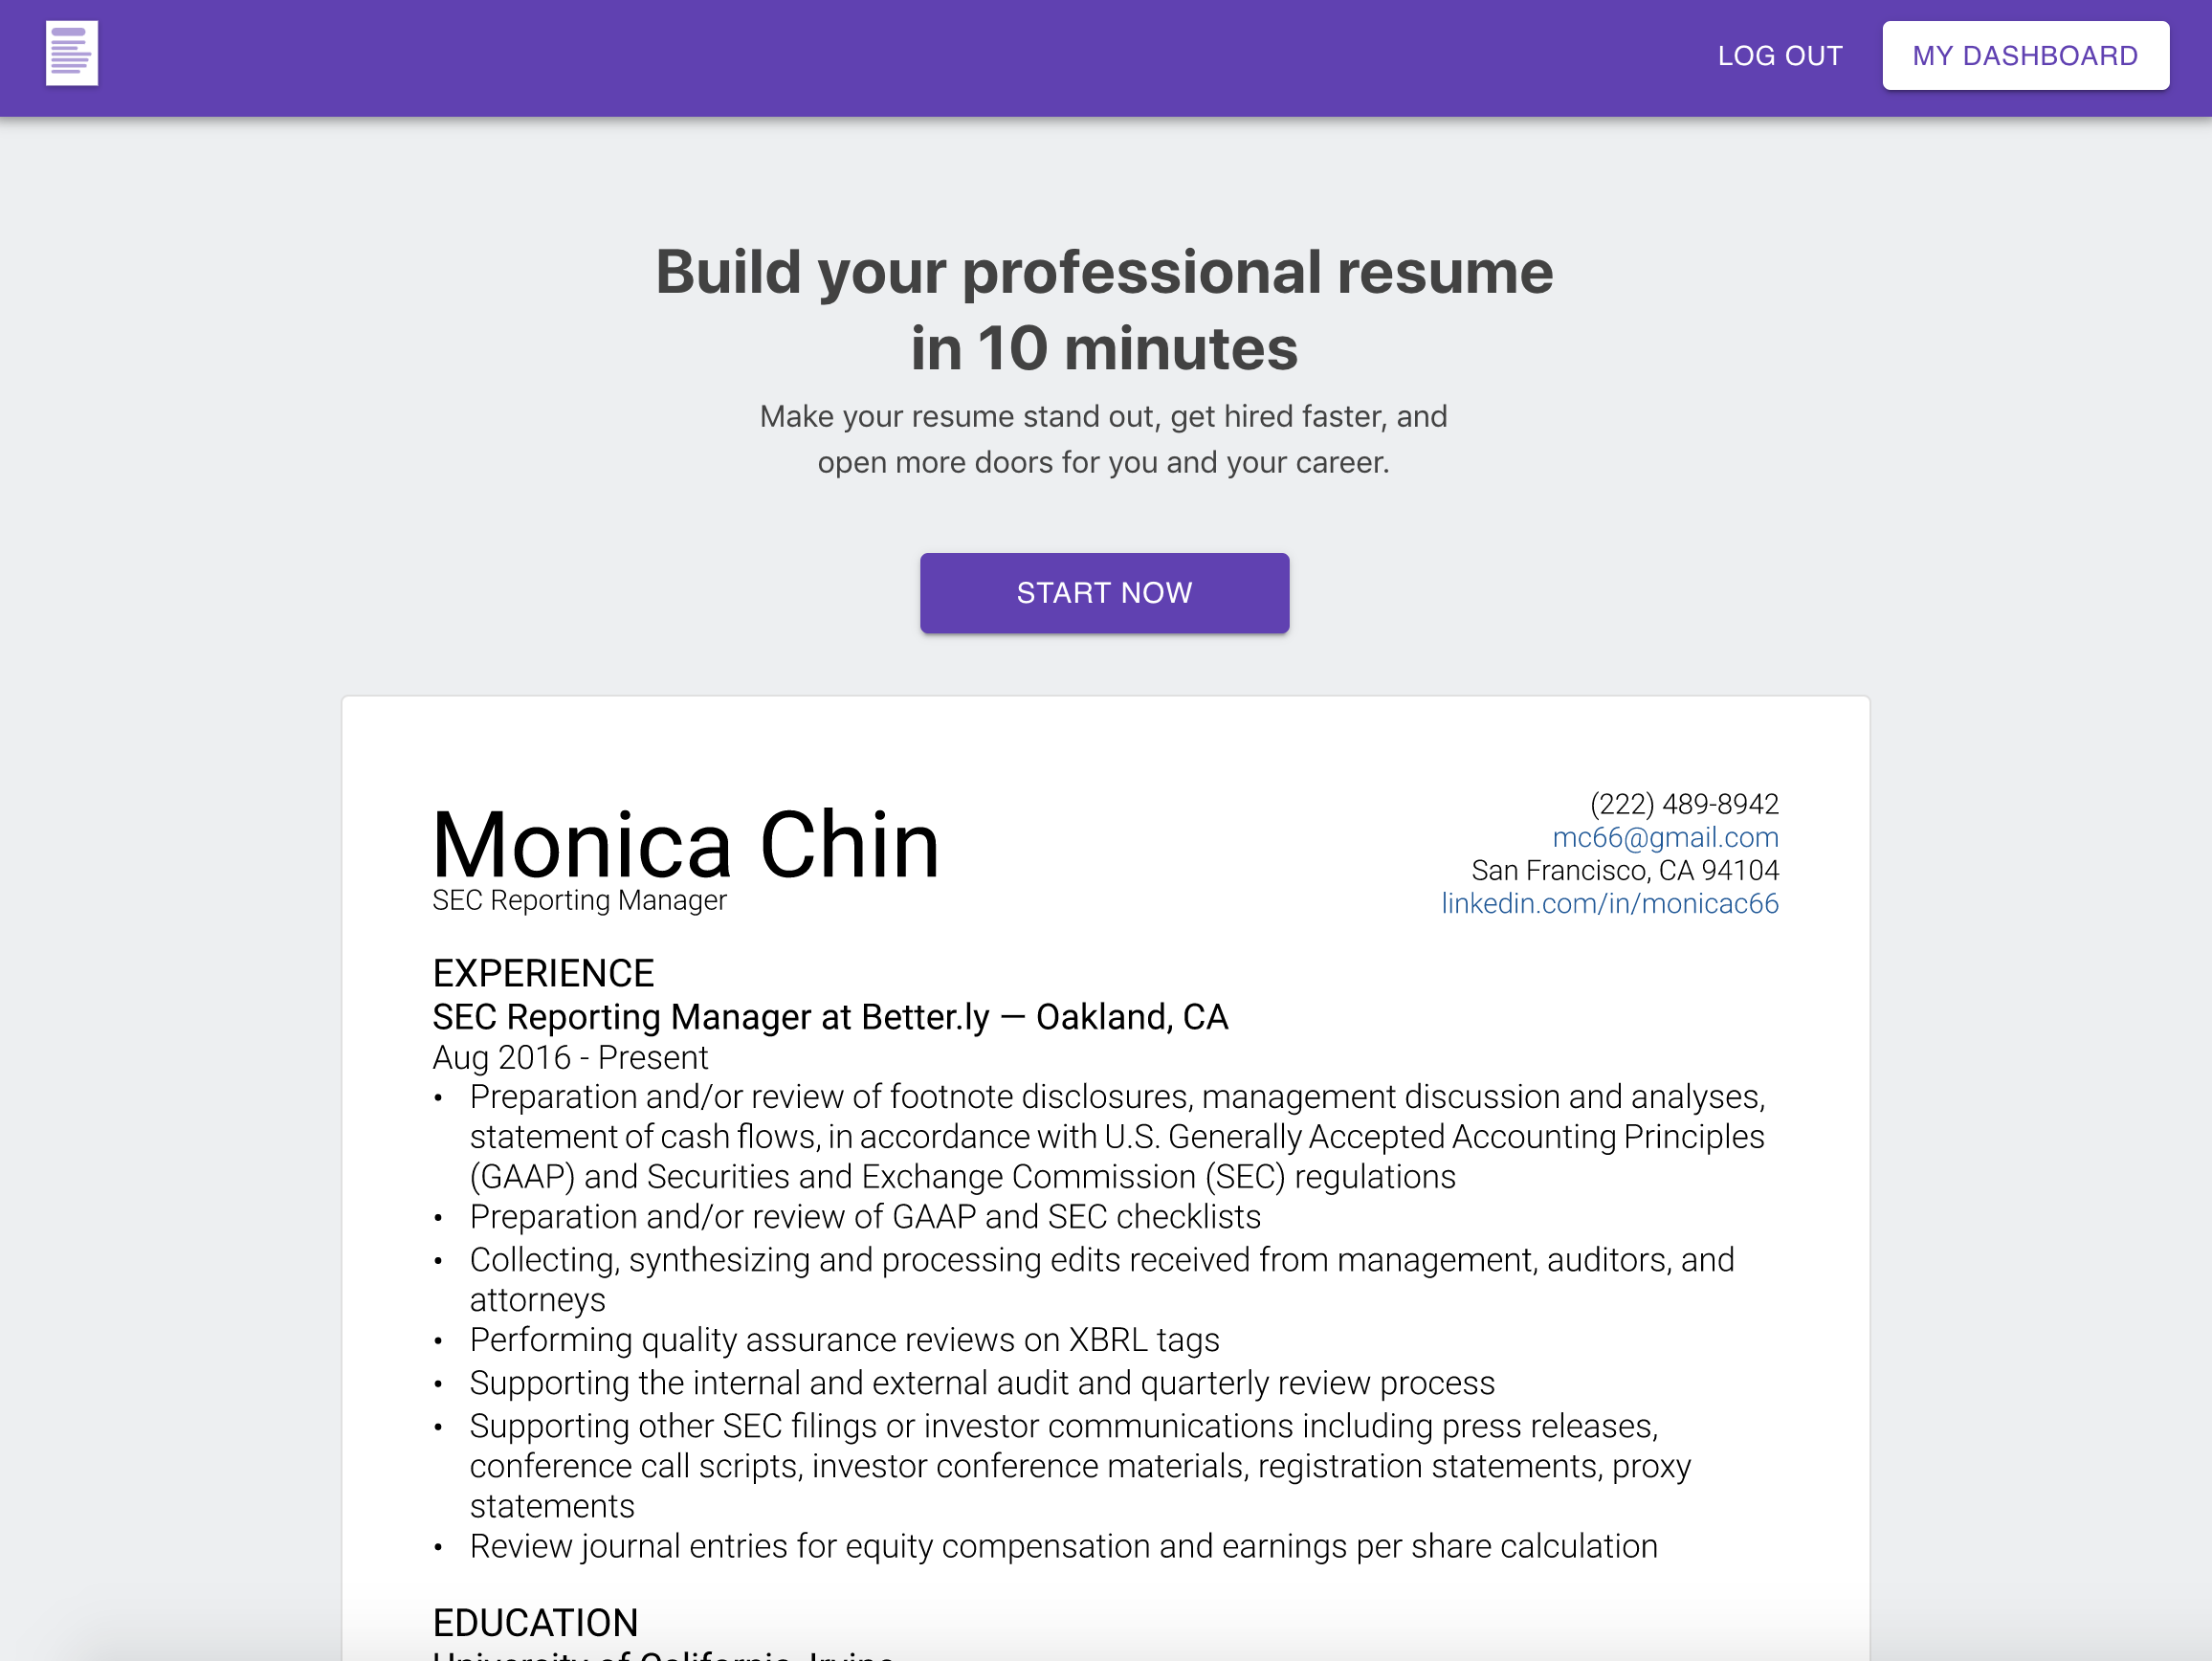 LOG OUT
MY DASHBOARD
Build your professional resume
in 10 minutes
Make your resume stand out, get hired faster, and
open more doors for you and your career.
START NOW
Monica Chin
SEC Reporting Manager
(222) 489-8942
mc66@gmail.com
San Francisco, CA 94104
linkedin.com/in/monicac66
EXPERIENCE
SEC Reporting Manager at Better.ly — Oakland, CA
Aug 2016 - Present
• Preparation and/or review of footnote disclosures, management discussion and analyses,
statement of cash flows, in accordance with U.S. Generally Accepted Accounting Principles
(GAAP) and Securities and Exchange Commission (SEC) regulations
• Preparation and/or review of GAAP and SEC checklists
• Collecting, synthesizing and processing edits received from management, auditors, and
attorneys
• Performing quality assurance reviews on XBRL tags
• Supporting the internal and external audit and quarterly review process
• Supporting other SEC filings or investor communications including press releases,
conference call scripts, investor conference materials, registration statements, proxy
statements
• Review journal entries for equity compensation and earnings per share calculation
EDUCATION
University of California, Irvine